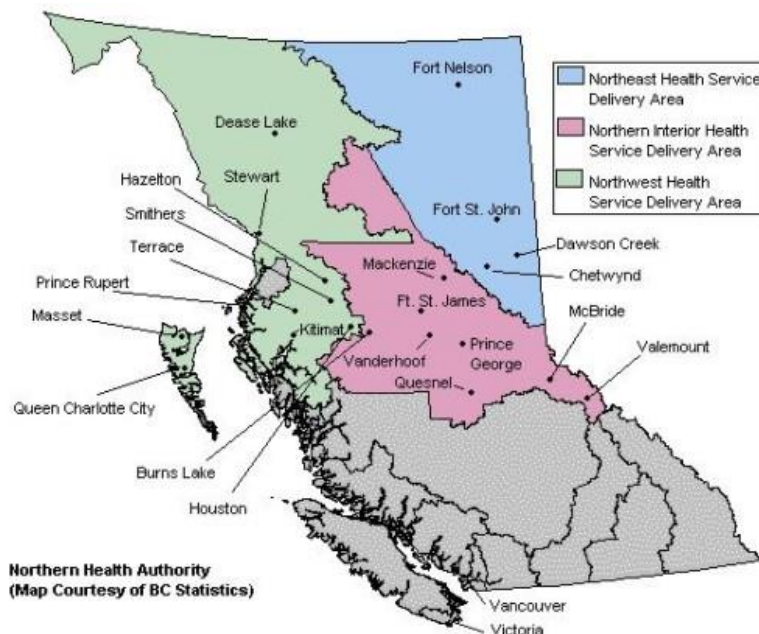 Fort Nelson
Northeast Health Service
Delivery Area
Northern Interior Health
Service Delivery Area
Northwest Health
Service Delivery Area
Dease Lake
Stewart
Hazelton
Smithers
Terrace
Prince Rupert
Masset
Queen Charlotte City
Burns Lake
Houston
Kitimat
Fort St. John
Dawson Creek
Chetwynd
Mackenzie
Ft. St. James
Vanderhoof
Prince
George
Quesnel
McBride
Valemount
Northern Health Authority
(Map Courtesy of BC Statistics)
Vancouver
Victoria